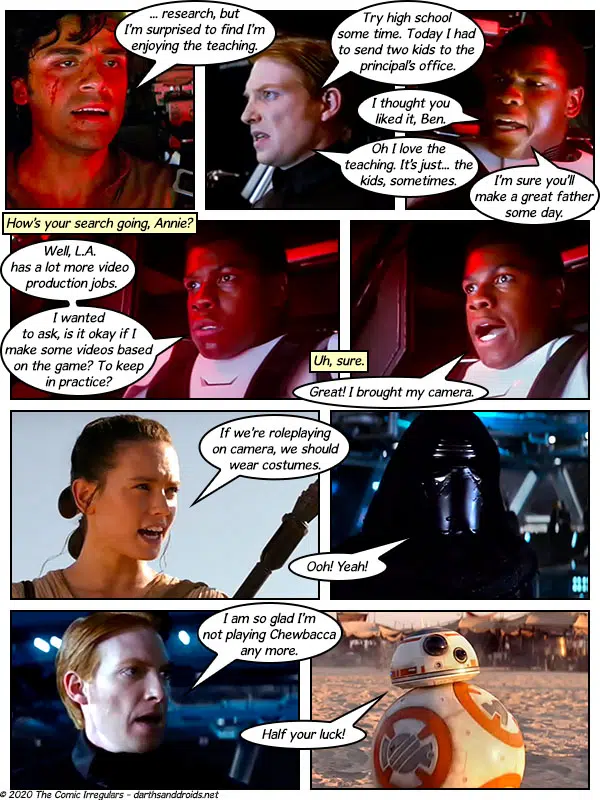 ... research, but
I'm surprised to find I'm
enjoying the teaching.
Try high school
some time. Today I had
to send two kids to the
principal's office.
I thought you
liked it, Ben.
Oh I love the
teaching. It's just... the
kids, sometimes.
I'm sure you'll
make a great father
some day.
How's your search going, Annie?
Well, L.A.
has a lot more video
production jobs.
I wanted
to ask, is it okay if I
make some videos based
on the game? To keep
in practice?
Uh, sure.
Great! I brought my camera.
If we're roleplaying
on camera, we should
wear costumes.
Ooh! Yeah!
I am so glad I'm
not playing Chewbacca
any more.
Half your luck!
© 2020 The Comic Irregulars - darthsanddroids.net